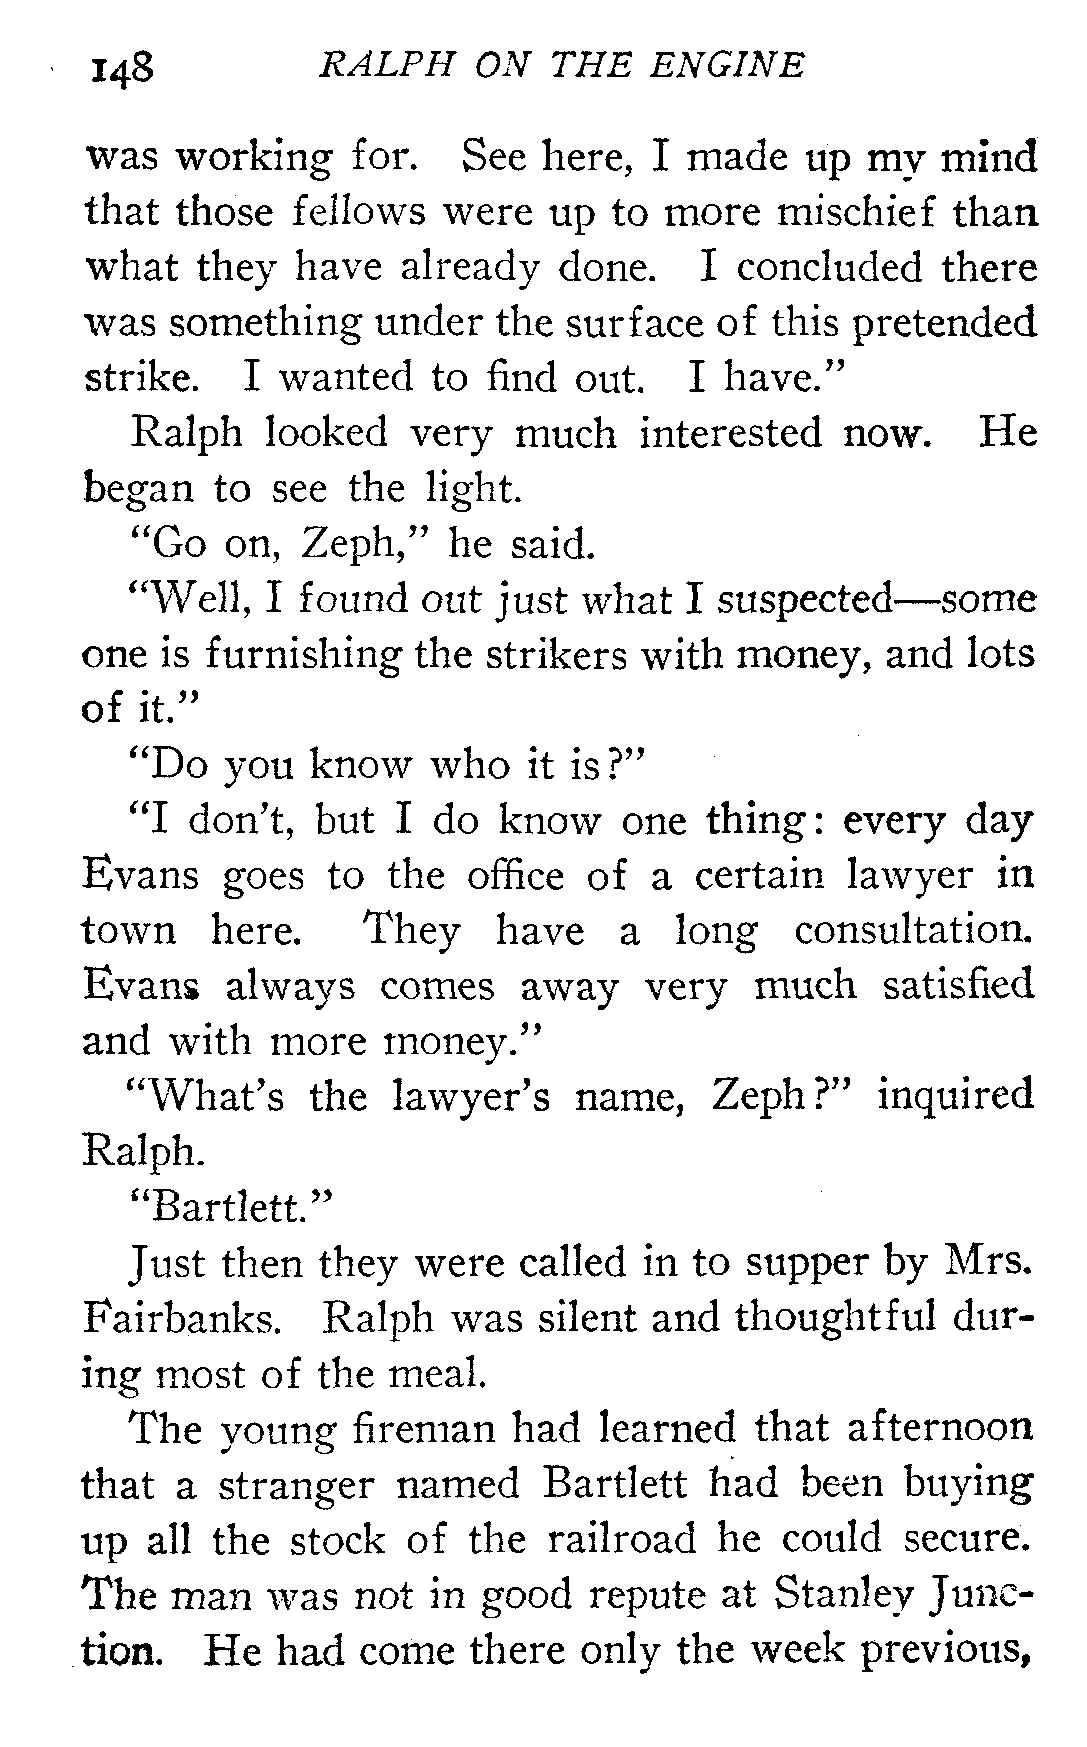 148 RALPH ON THE ENGINE
was working for. See here, I made up my mind
that those fellows were up to more mischief than
what they have already done. I concluded there
was something under the surface of this pretended
strike. I wanted to find out. I have."
Ralph looked very much interested now. He
began to see the light.
"Go on, Zeph," he said.
"Well, I found out just what I suspected—some
one is furnishing the strikers with money, and lots
of it."
"Do you know who it is?"
"I don't, but I do know one thing: every day
Evans goes to the office of a certain lawyer in
town here. They have a long consultation.
Evans always comes away very much satisfied
and with more money."
"What's the lawyer's name, Zeph?" inquired
Ralph.
"Bartlett."
Just then they were called in to supper by Mrs.
Fairbanks. Ralph was silent and thoughtful dur-
ing most of the meal.
The young fireman had learned that afternoon
that a stranger named Bartlett had been buying
up all the stock of the railroad he could secure.
The man was not in good repute at Stanley Junc-
tion. He had come there only the week previous,